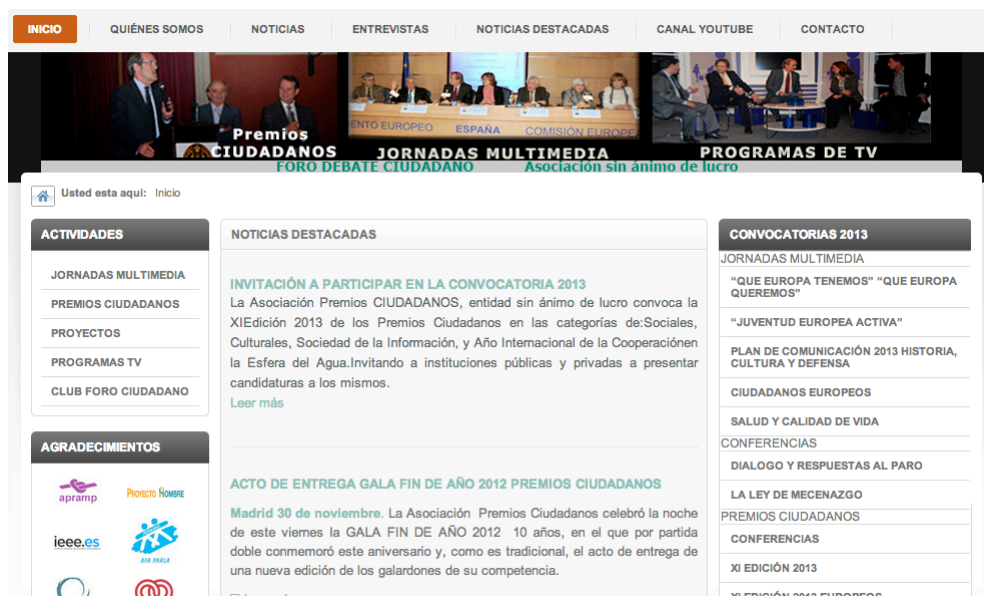 INICIO
QUIÉNES SOMOS
NOTICIAS
ENTREVISTAS
NOTICIAS DESTACADAS
CANAL YOUTUBE
CONTACTO
Premios
CIUDADANOS
ENTO EUROPEO ESPAÑA COMISIÓN EUROPE
JORNADAS MULTIMEDIA
PROGRAMAS DE TV
FORO DEBATE CIUDADANO Asociación sin ánimo de lucro
Usted esta aquí: Inicio
ACTIVIDADES
JORNADAS MULTIMEDIA
PREMIOS CIUDADANOS
PROYECTOS
PROGRAMAS TV
CLUB FORO CIUDADANO
AGRADECIMIENTOS
apramp
PROYECTO HOMBRE
ieee.es
AFA PARLA
NOTICIAS DESTACADAS
INVITACIÓN A PARTICIPAR EN LA CONVOCATORIA 2013
La Asociación Premios CIUDADANOS, entidad sin ánimo de lucro convoca la
XIEdición 2013 de los Premios Ciudadanos en las categorías de:Sociales,
Culturales, Sociedad de la Información, y Año Internacional de la Cooperaciónen
la Esfera del Agua.Invitando a instituciones públicas y privadas a presentar
candidaturas a los mismos.
Leer más
ACTO DE ENTREGA GALA FIN DE AÑO 2012 PREMIOS CIUDADANOS
Madrid 30 de noviembre. La Asociación Premios Ciudadanos celebró la noche
de este viernes la GALA FIN DE AÑO 2012 10 años, en el que por partida
doble conmemoró este aniversario y, como es tradicional, el acto de entrega de
una nueva edición de los galardones de su competencia.
CONVOCATORIAS 2013
JORNADAS MULTIMEDIA
“QUE EUROPA TENEMOS” “QUE EUROPA
QUEREMOS”
“JUVENTUD EUROPEA ACTIVA”
PLAN DE COMUNICACIÓN 2013 HISTORIA,
CULTURA Y DEFENSA
CIUDADANOS EUROPEOS
SALUD Y CALIDAD DE VIDA
CONFERENCIAS
DIALOGO Y RESPUESTAS AL PARO
LA LEY DE MECENAZGO
PREMIOS CIUDADANOS
CONFERENCIAS
XI EDICIÓN 2013
XI EDICIÓN 2013 EUROPEOS